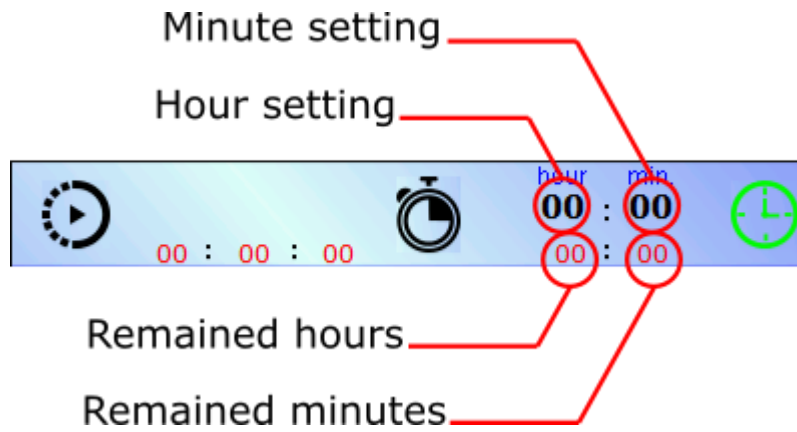 Minute setting
Hour setting
hour min.
00 : 00
00 : 00 : 00
00 : 00
Remained hours
Remained minutes